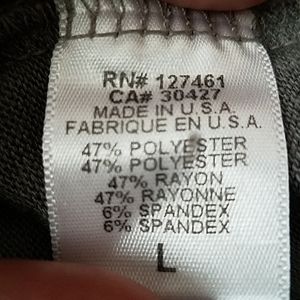 RN# 127461
CA# 30427
MADE IN U.S.A.
FABRIQUE EN U.S.A.
47% POLYESTER
47% POLYESTER
47% RAYON
47% RAYONNE
6% SPANDEX
6% SPANDEX
L